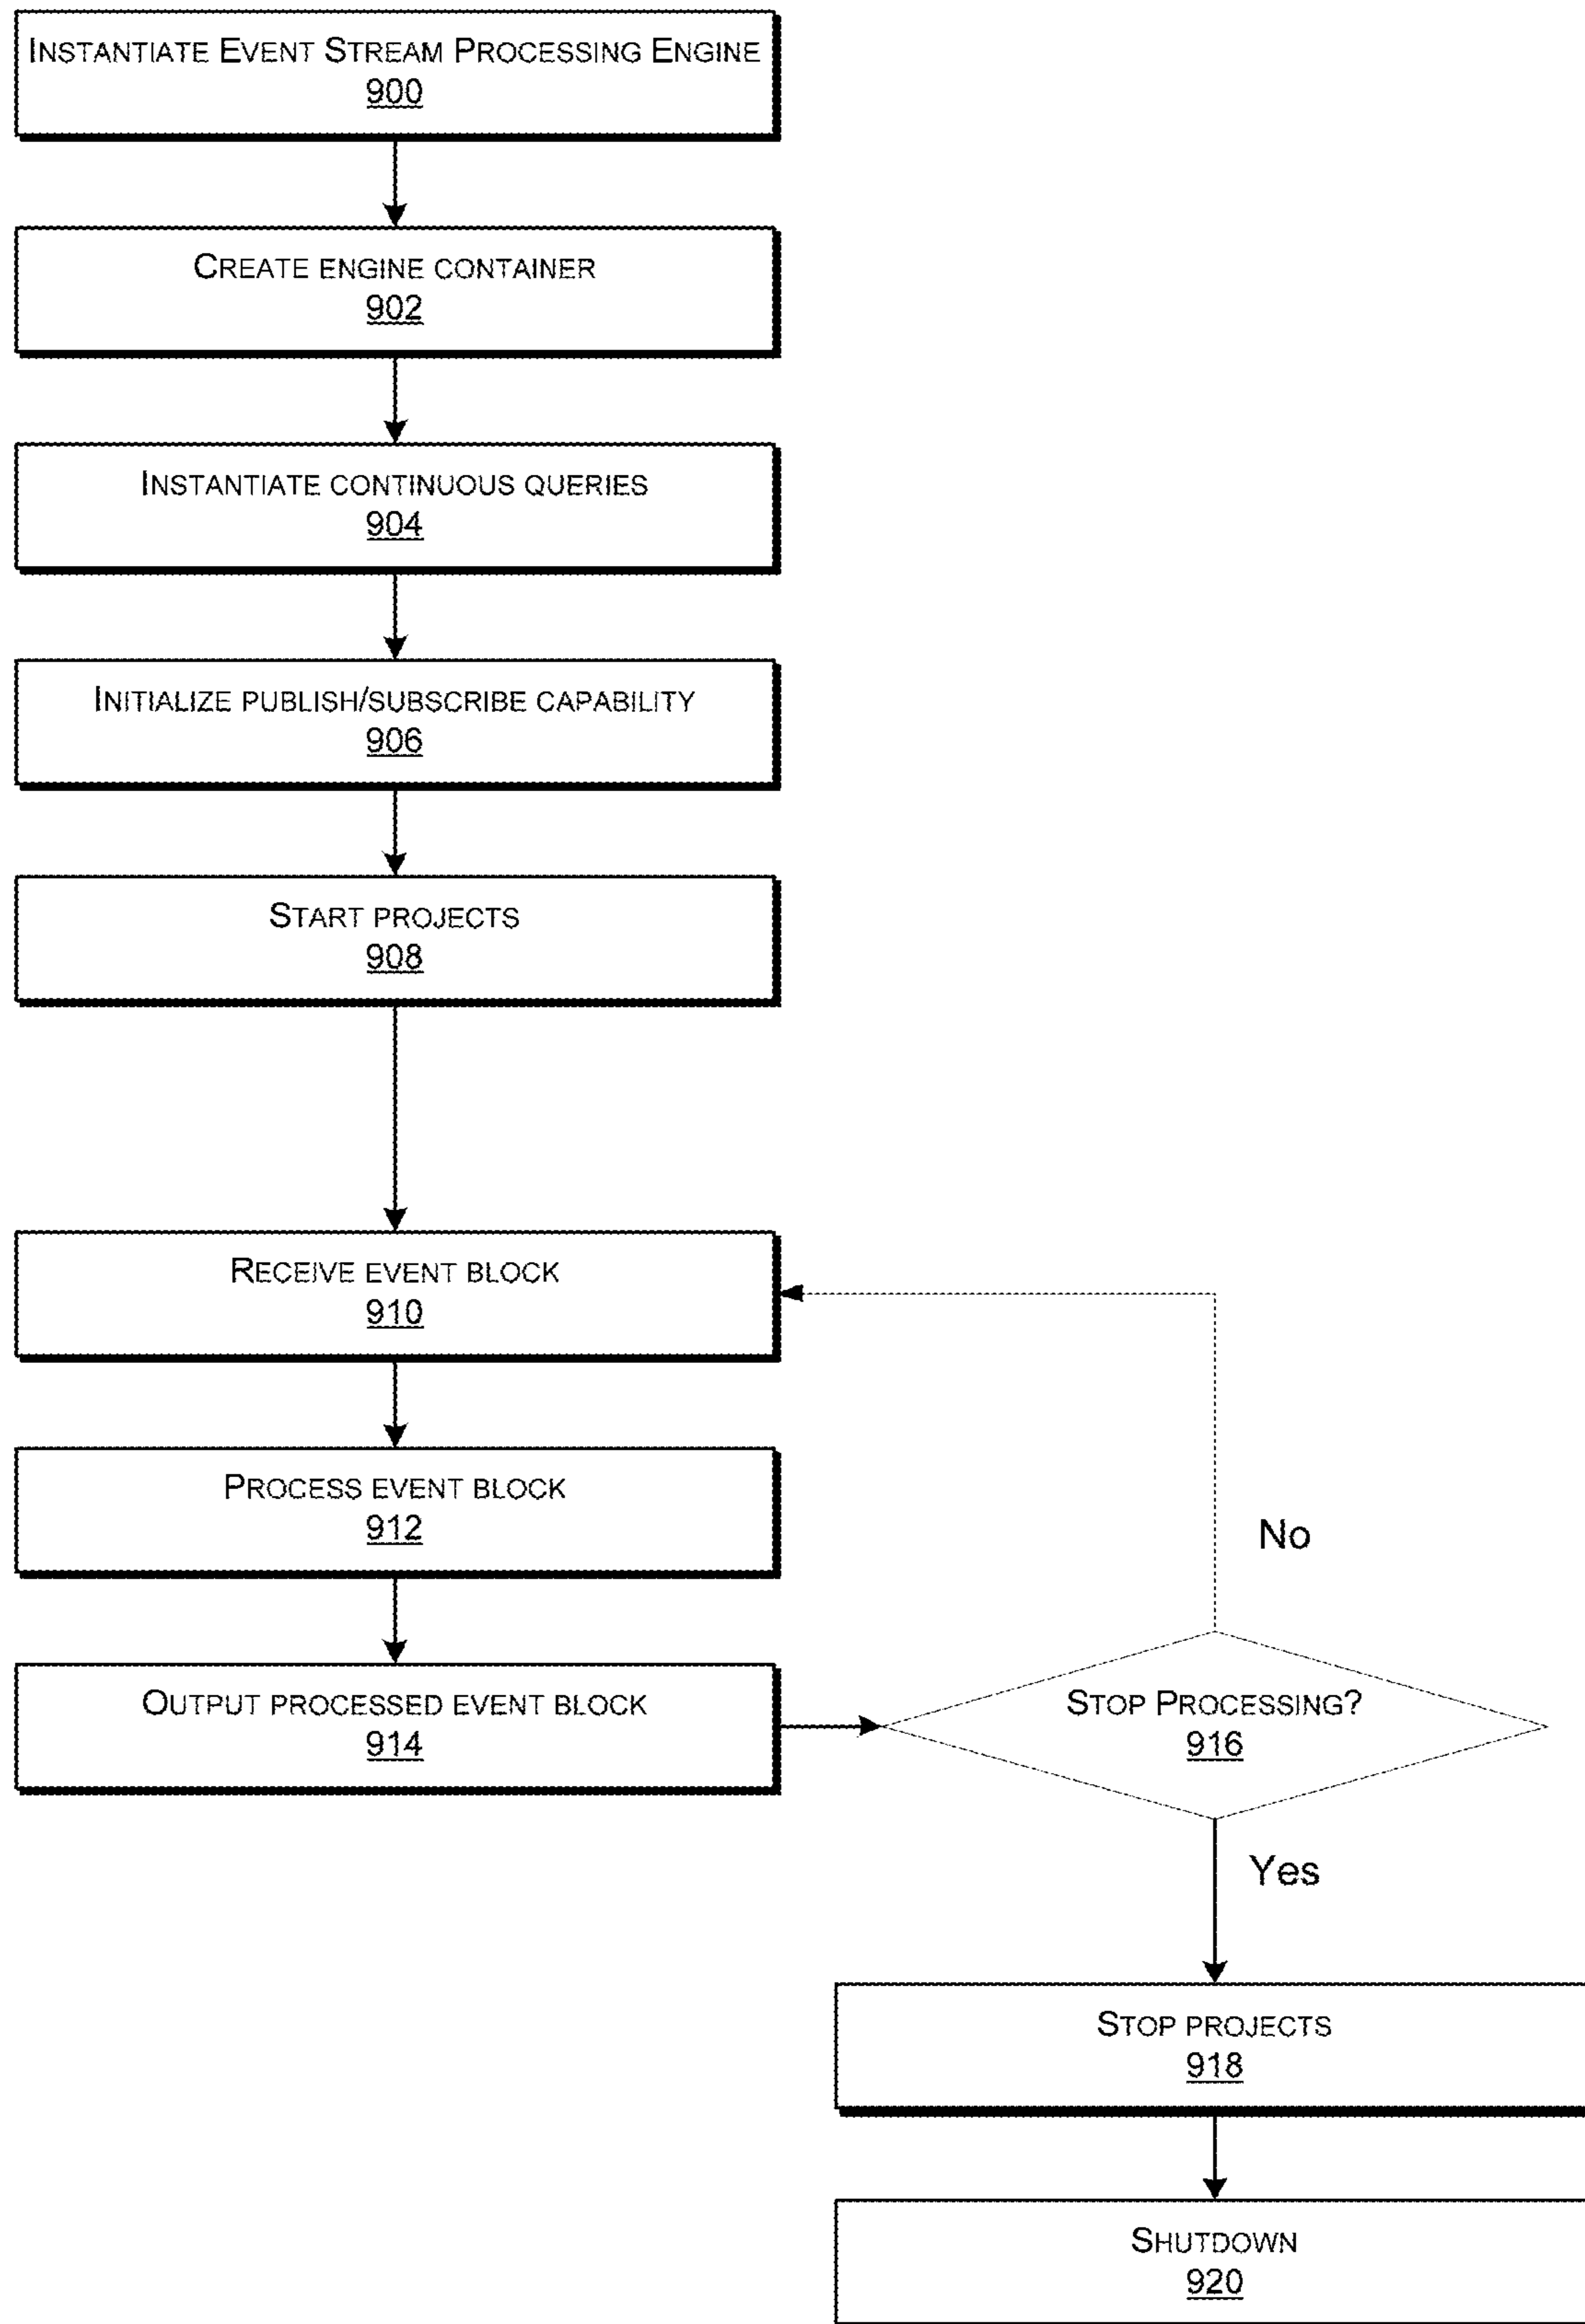 INSTANTIATE EVENT STREAM PROCESSING ENGINE
900
CREATE ENGINE CONTAINER
902
INSTANTIATE CONTINUOUS QUERIES
904
INITIALIZE PUBLISH/SUBSCRIBE CAPABILITY
906
START PROJECTS
908
RECEIVE EVENT BLOCK
910
PROCESS EVENT BLOCK
912
No
OUTPUT PROCESSED EVENT BLOCK
914
STOP PROCESSING?
916
Yes
STOP PROJECTS
918
SHUTDOWN
920